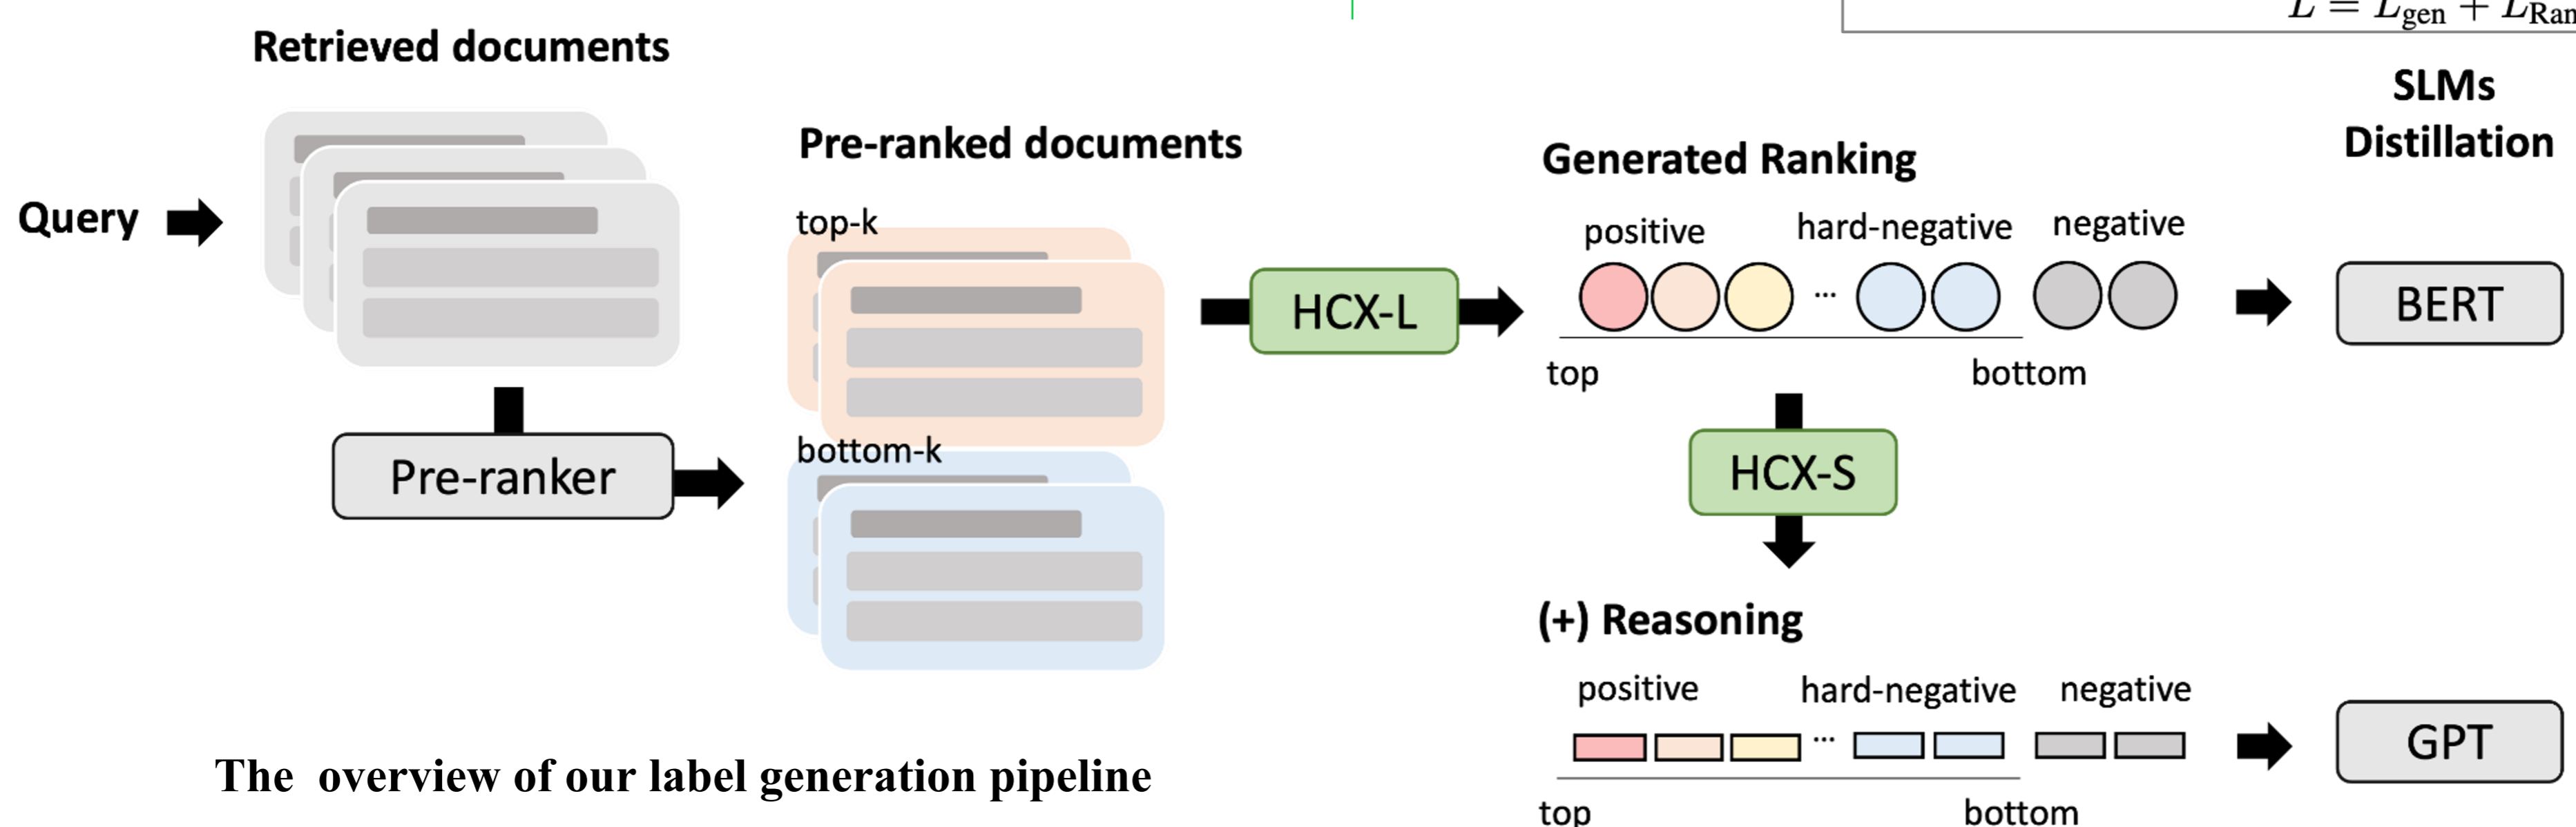 L = L_gen + L_Ran
Retrieved documents
SLMs
Distillation
Pre-ranked documents
Generated Ranking
Query
top-k
positive hard-negative negative
HCX-L
...
BERT
top bottom
bottom-k
Pre-ranker
HCX-S
(+) Reasoning
positive hard-negative negative
...
GPT
The overview of our label generation pipeline
top bottom